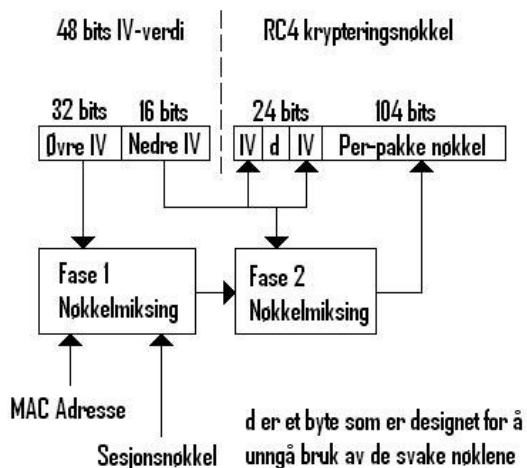 48 bits IV-verdi
RC4 krypteringsnøkkel
32 bits
16 bits
24 bits
104 bits
Øvre IV
Nedre IV
IV
d
IV
Per-pakke nøkkel
Fase 1
Nøkkelmiksing
Fase 2
Nøkkelmiksing
MAC Adresse
Sesjonsnøkkel
d er et byte som er designet for å
unngå bruk av de svake nøklene